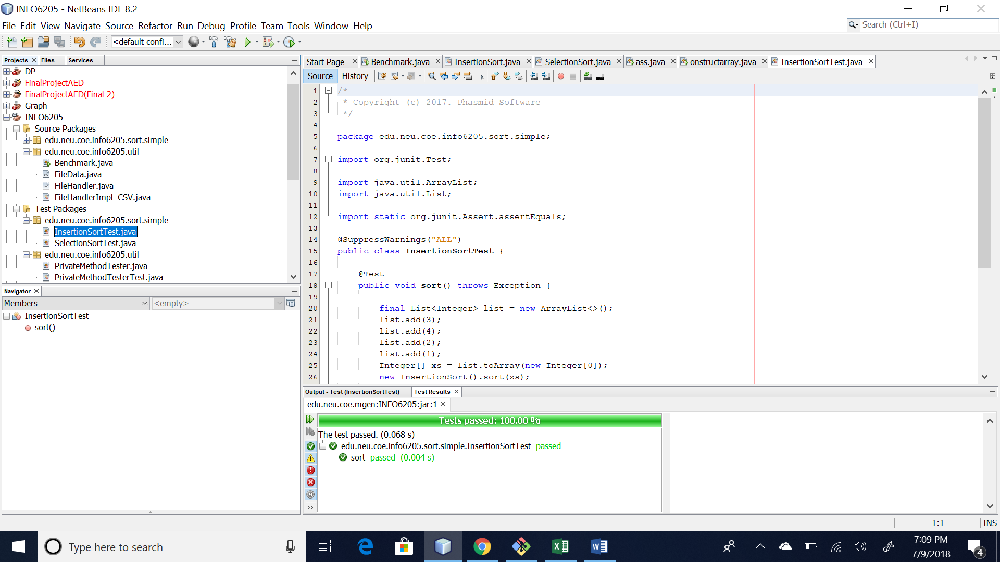 INFO6205 - NetBeans IDE 8.2
File Edit View Navigate Source Refactor Run Debug Profile Team Tools Window Help
Search (Ctrl+I)
<default confi...
Projects Files Services
DP
FinalProjectAED
FinalProjectAED(Final 2)
Graph
INFO6205
Source Packages
edu.neu.coe.info6205.sort.simple
edu.neu.coe.info6205.util
Benchmark.java
FileData.java
FileHandler.java
FileHandlerImpl_CSV.java
Test Packages
edu.neu.coe.info6205.sort.simple
InsertionSortTest.java
SelectionSortTest.java
edu.neu.coe.info6205.util
PrivateMethodTester.java
PrivateMethodTesterTest.java
Navigator
Members <empty>
InsertionSortTest
sort()
Start Page Benchmark.java InsertionSort.java SelectionSort.java ass.java onstructarray.java InsertionSortTest.java
Source History
1 /*
2 * Copyright (c) 2017. Phasmid Software
3 */
4
5 package edu.neu.coe.info6205.sort.simple;
6
7 import org.junit.Test;
8
9 import java.util.ArrayList;
10 import java.util.List;
11
12 import static org.junit.Assert.assertEquals;
13
14 @SuppressWarnings("ALL")
15 public class InsertionSortTest {
16
17 @Test
18 public void sort() throws Exception {
19
20 final List<Integer> list = new ArrayList<>();
21 list.add(3);
22 list.add(4);
23 list.add(2);
24 list.add(1);
25 Integer[] xs = list.toArray(new Integer[0]);
26 new InsertionSort().sort(xs);
Output - Test (InsertionSortTest) Test Results
edu.neu.coe.mgen:INFO6205:jar:1
Tests passed: 100.00 %
The test passed. (0.068 s)
edu.neu.coe.info6205.sort.simple.InsertionSortTest passed
sort passed (0.004 s)
1:1 INS
Type here to search
7:09 PM
7/9/2018
4